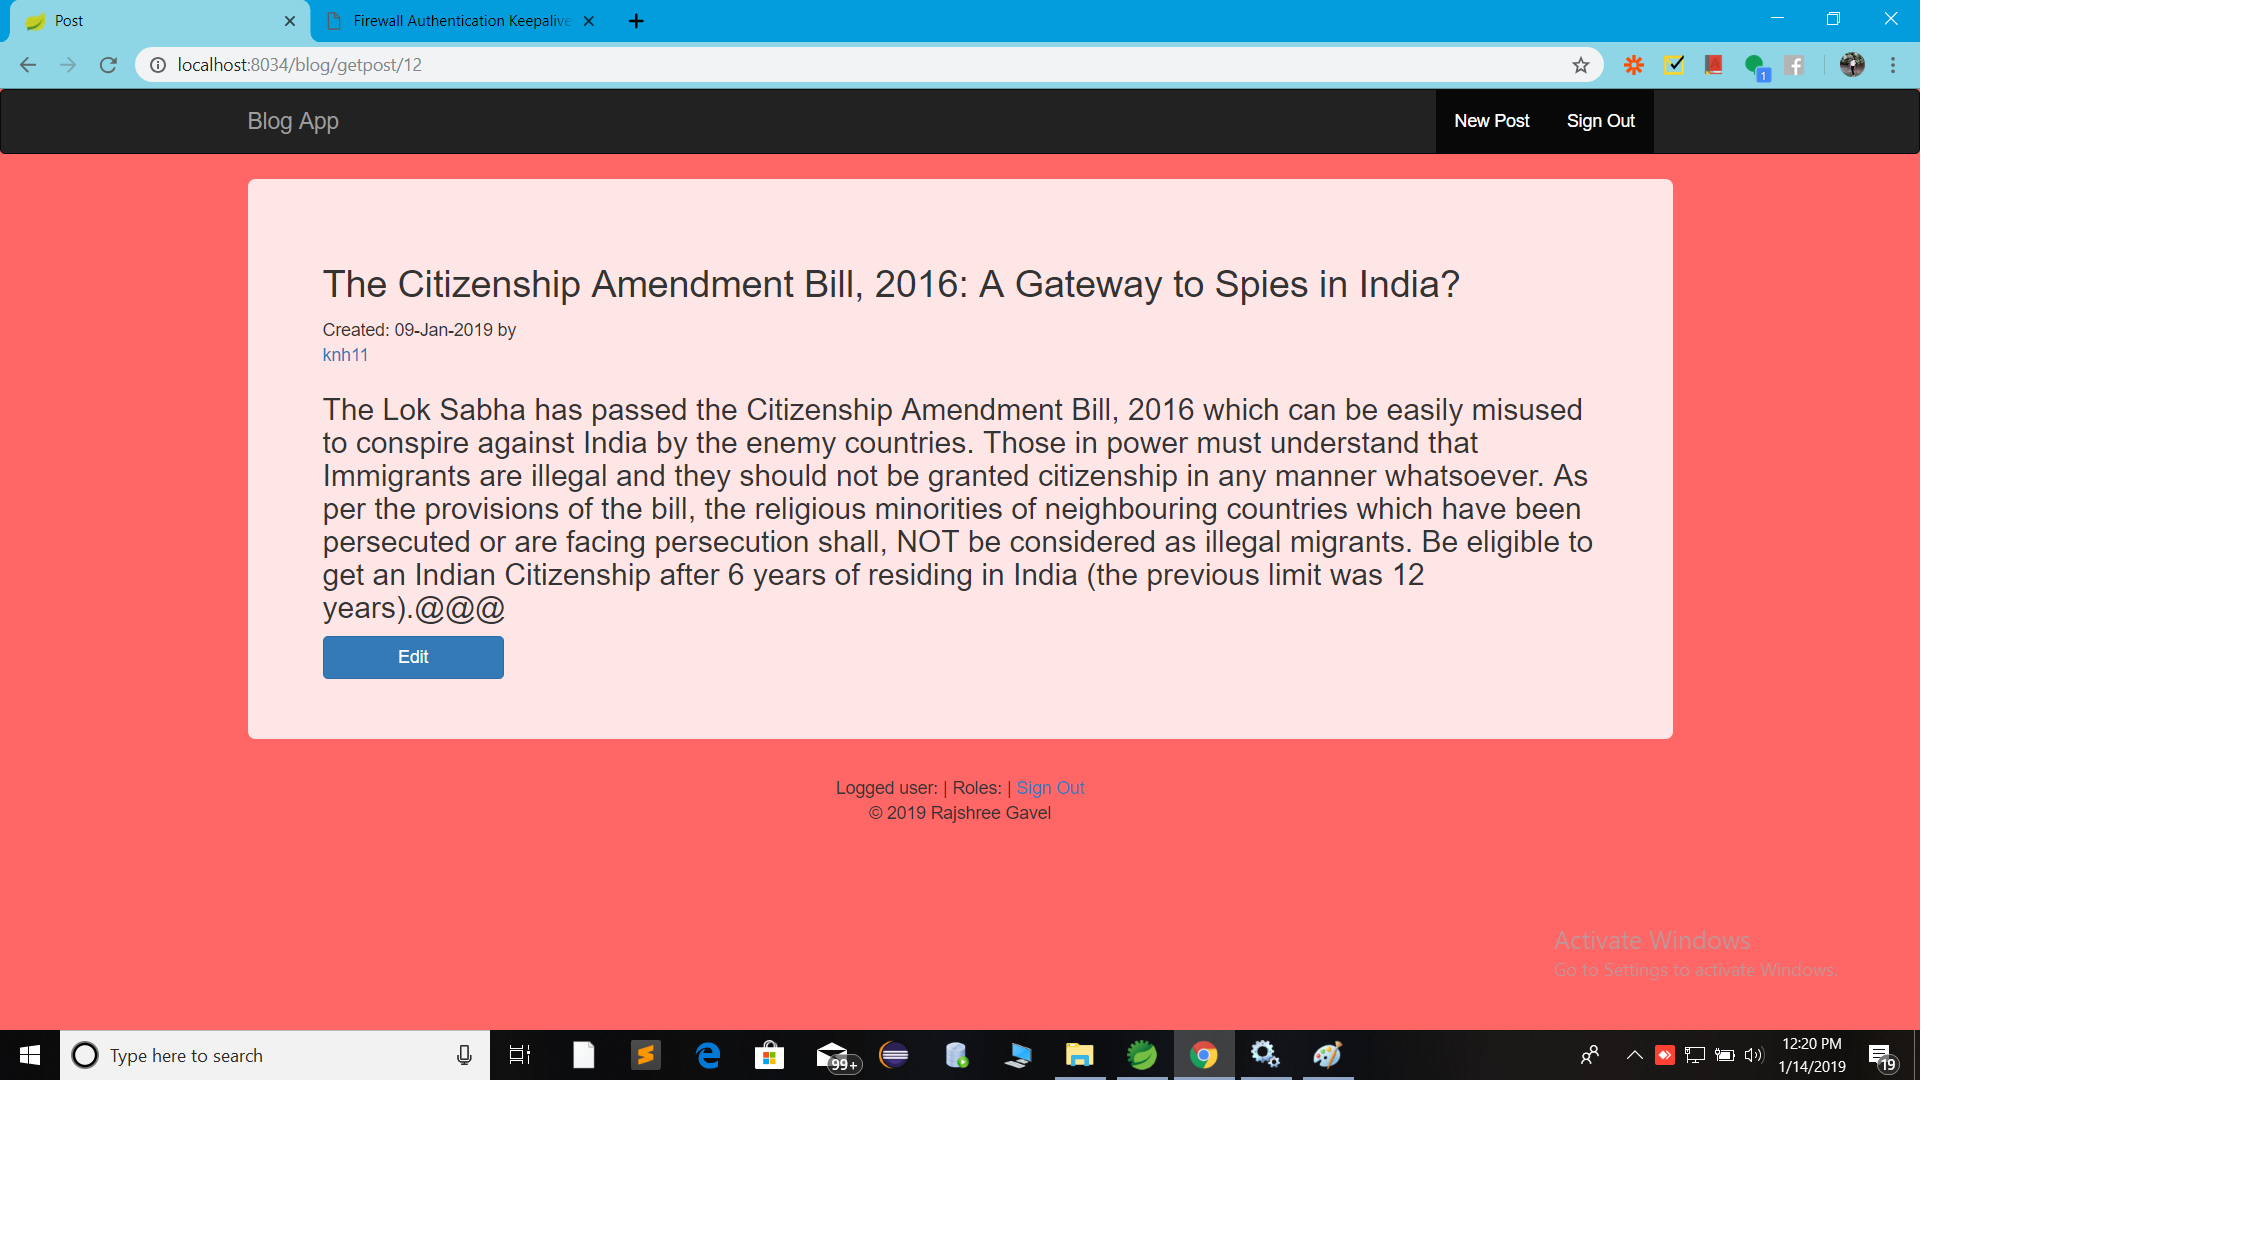 Post
Firewall Authentication Keepalive
localhost:8034/blog/getpost/12
1
Blog App
New Post
Sign Out
The Citizenship Amendment Bill, 2016: A Gateway to Spies in India?
Created: 09-Jan-2019 by
knh11
The Lok Sabha has passed the Citizenship Amendment Bill, 2016 which can be easily misused
to conspire against India by the enemy countries. Those in power must understand that
Immigrants are illegal and they should not be granted citizenship in any manner whatsoever. As
per the provisions of the bill, the religious minorities of neighbouring countries which have been
persecuted or are facing persecution shall, NOT be considered as illegal migrants. Be eligible to
get an Indian Citizenship after 6 years of residing in India (the previous limit was 12
years).@@@
Edit
Logged user: | Roles: | Sign Out
© 2019 Rajshree Gavel
Activate Windows
Go to Settings to activate Windows.
Type here to search
99+
12:20 PM
1/14/2019
19